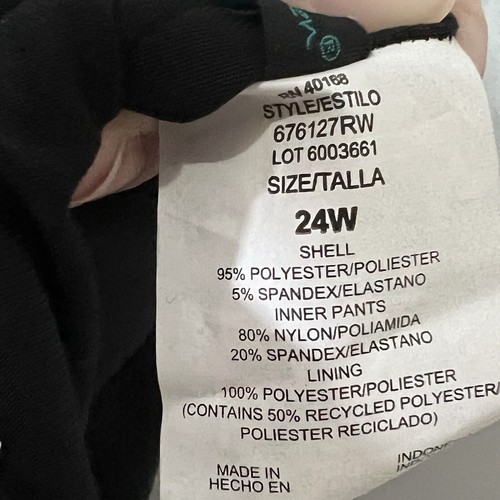 RN 40168
STYLE/ESTILO
676127RW
LOT 6003661
SIZE/TALLA
24W
SHELL
95% POLYESTER/POLIESTER
5% SPANDEX/ELASTANO
INNER PANTS
80% NYLON/POLIAMIDA
20% SPANDEX/ELASTANO
LINING
100% POLYESTER/POLIESTER
(CONTAINS 50% RECYCLED POLYESTER/
POLIESTER RECICLADO)
MADE IN
HECHO EN